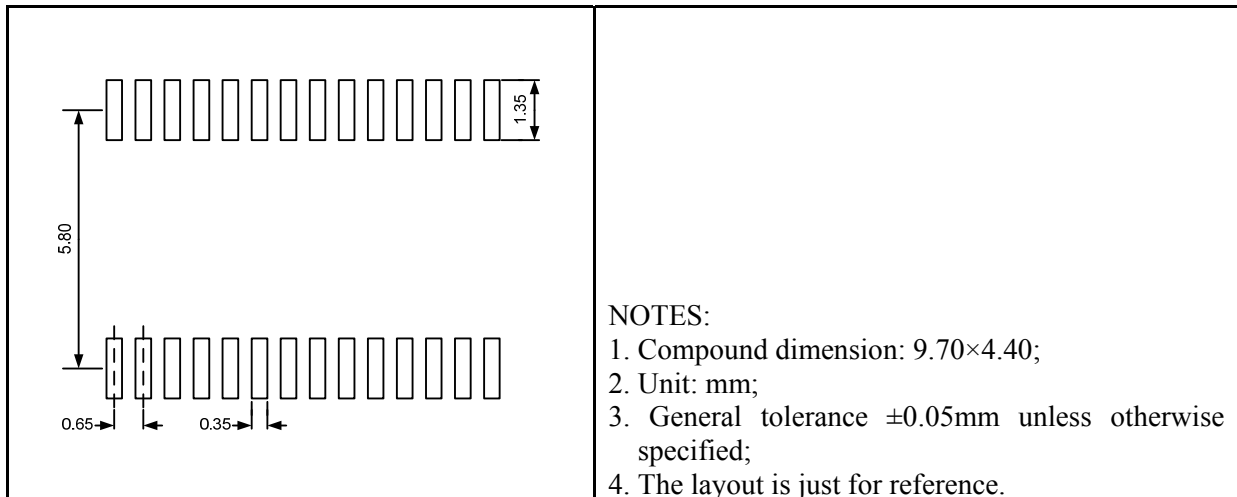 1.35
5.80
0.65
0.35
NOTES:
1. Compound dimension: 9.70×4.40;
2. Unit: mm;
3. General tolerance ±0.05mm unless otherwise
specified;
4. The layout is just for reference.